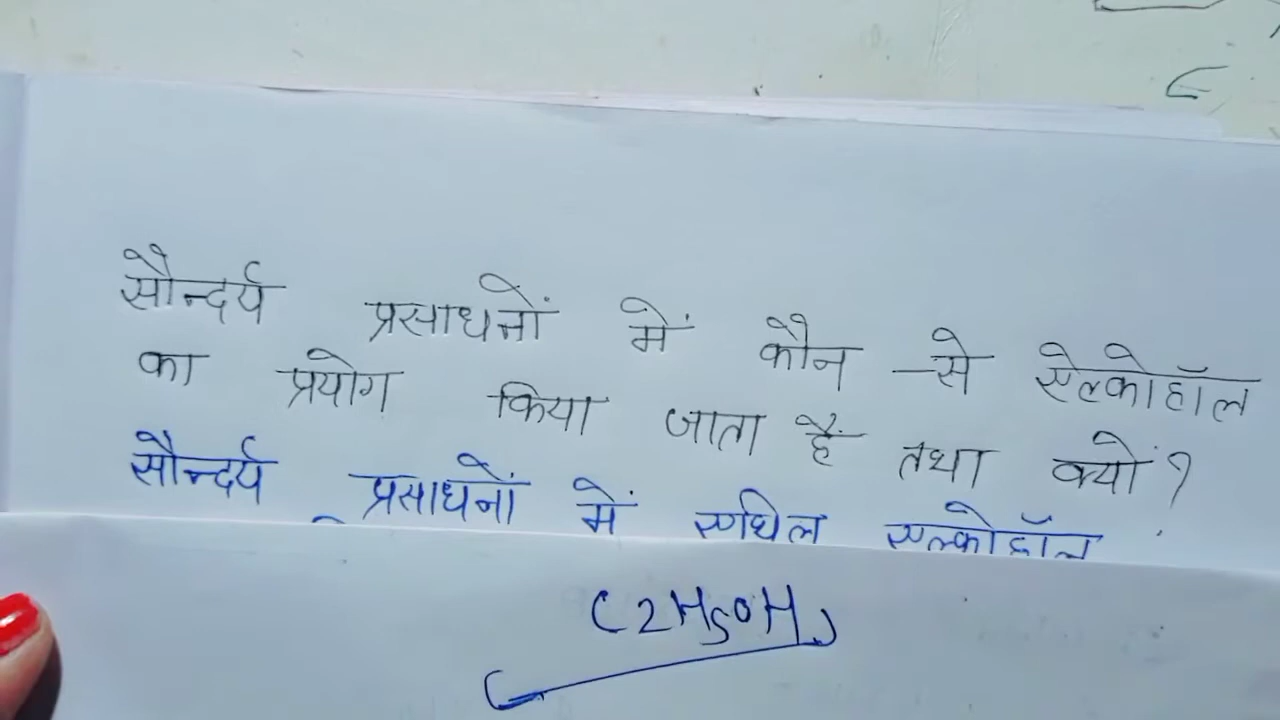 सौन्दर्य प्रसाधनों में कौन-से ऐल्कोहॉल
का प्रयोग किया जाता हैं तथा क्यों?
सौन्दर्य प्रसाधनों में एथिल एल्कोहॉल
C2H5OH